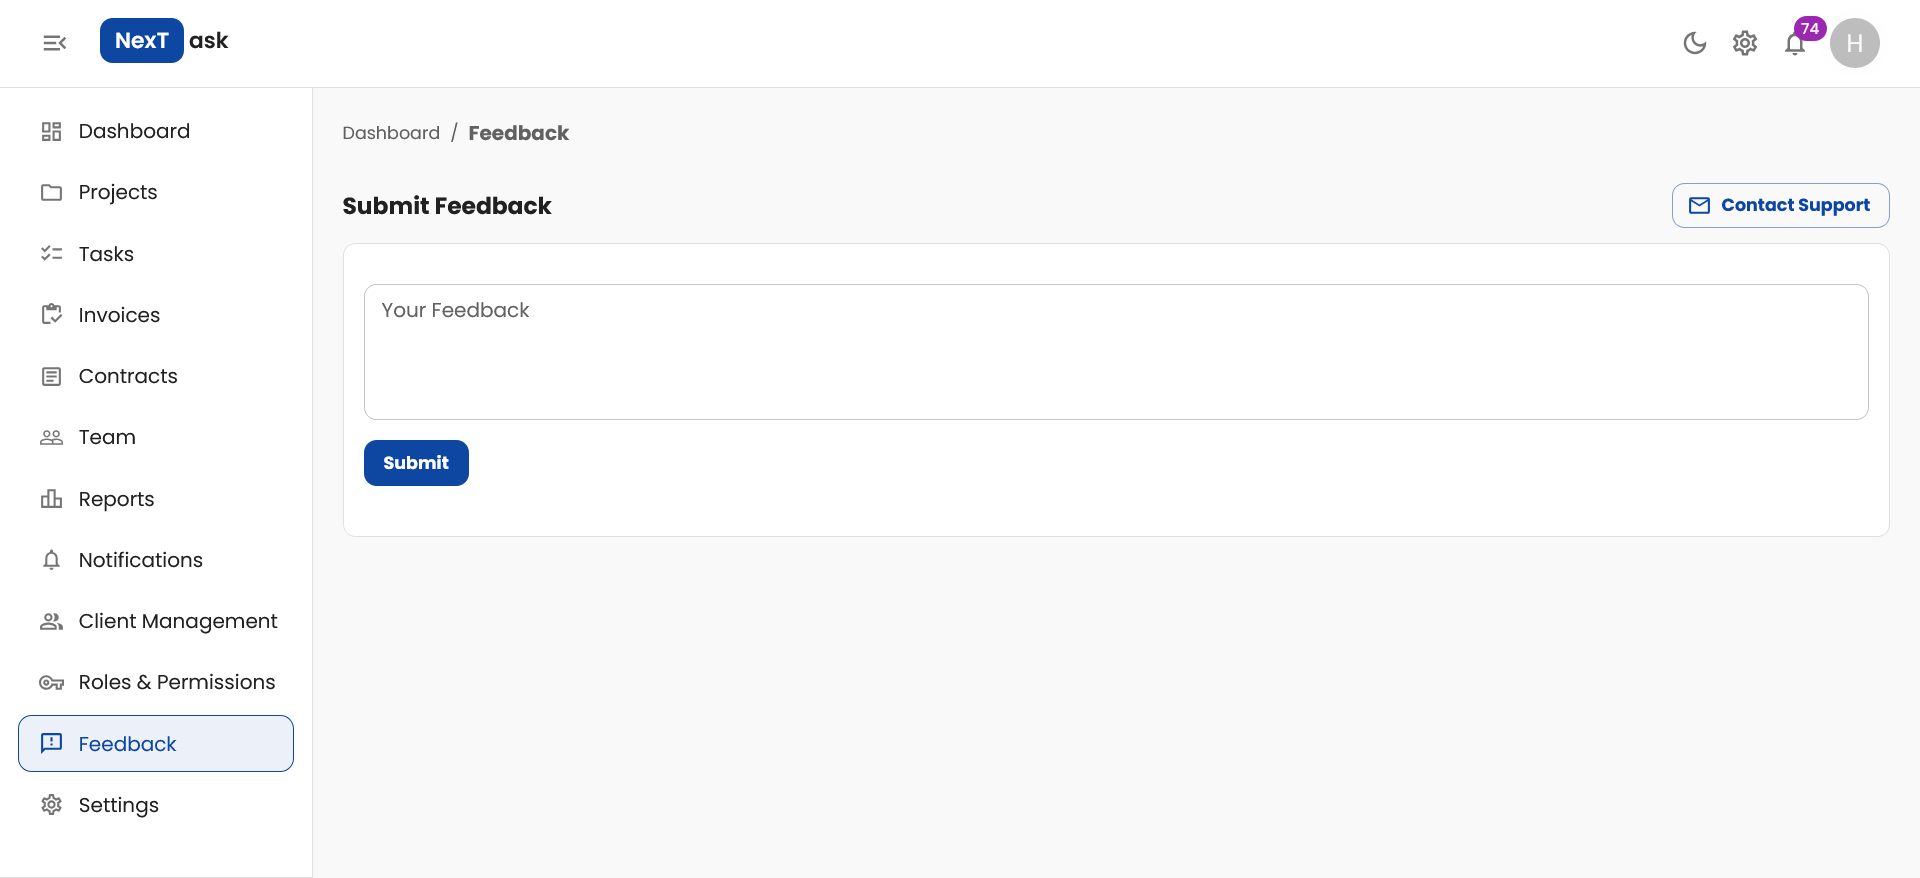 NexT ask
74
H
Dashboard
Projects
Tasks
Invoices
Contracts
Team
Reports
Notifications
Client Management
Roles & Permissions
Feedback
Settings
Dashboard / Feedback
Submit Feedback
Contact Support
Your Feedback
Submit